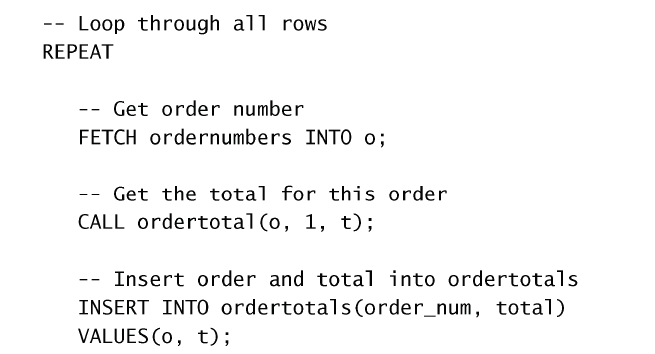 -- Loop through all rows
REPEAT
-- Get order number
FETCH ordernumbers INTO o;
-- Get the total for this order
CALL ordertotal(o, 1, t);
-- Insert order and total into ordertotals
INSERT INTO ordertotals(order_num, total)
VALUES(o, t);